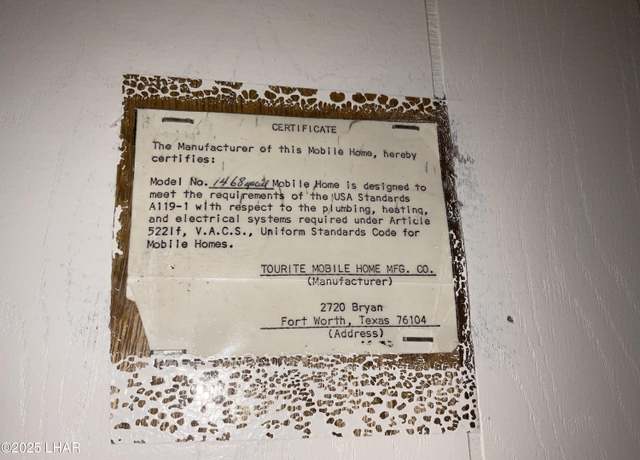 CERTIFICATE
The Manufacturer of this Mobile Home, hereby
certifies:
Model No. 1468 Mobile Home is designed to
meet the requirements of the USA Standards
A119-1 with respect to the plumbing, heating,
and electrical systems required under Article
5221f, V.A.C.S., Uniform Standards Code for
Mobile Homes.
TOURITE MOBILE HOME MFG. CO.
(Manufacturer)
2720 Bryan
Fort Worth, Texas 76104
(Address)
©2025 LHAR